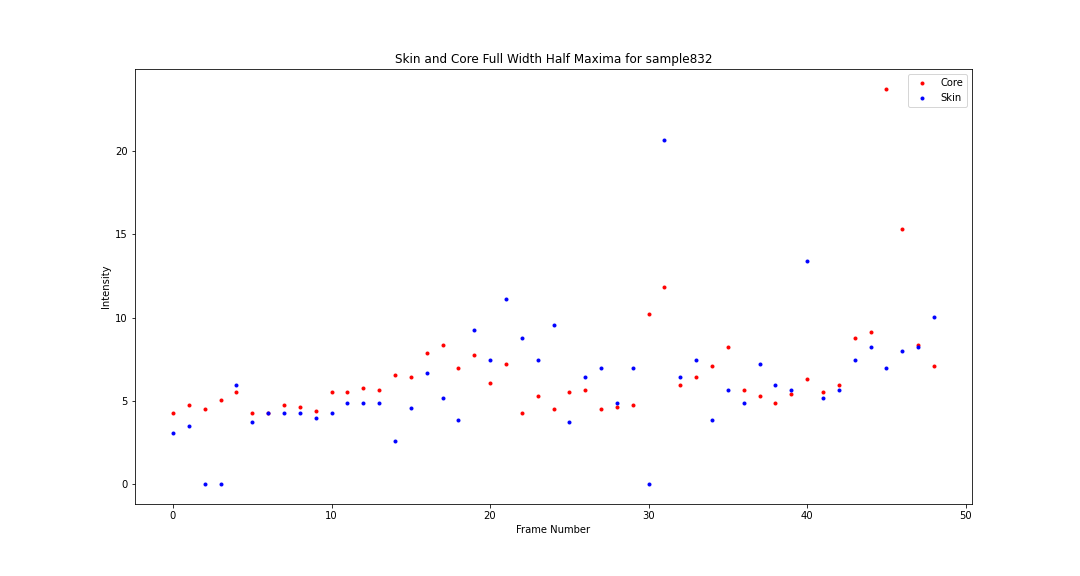 Skin and Core Full Width Half Maxima for sample832
Core
Skin
Intensity
20
15
10
5
0
0 10 20 30 40 50
Frame Number